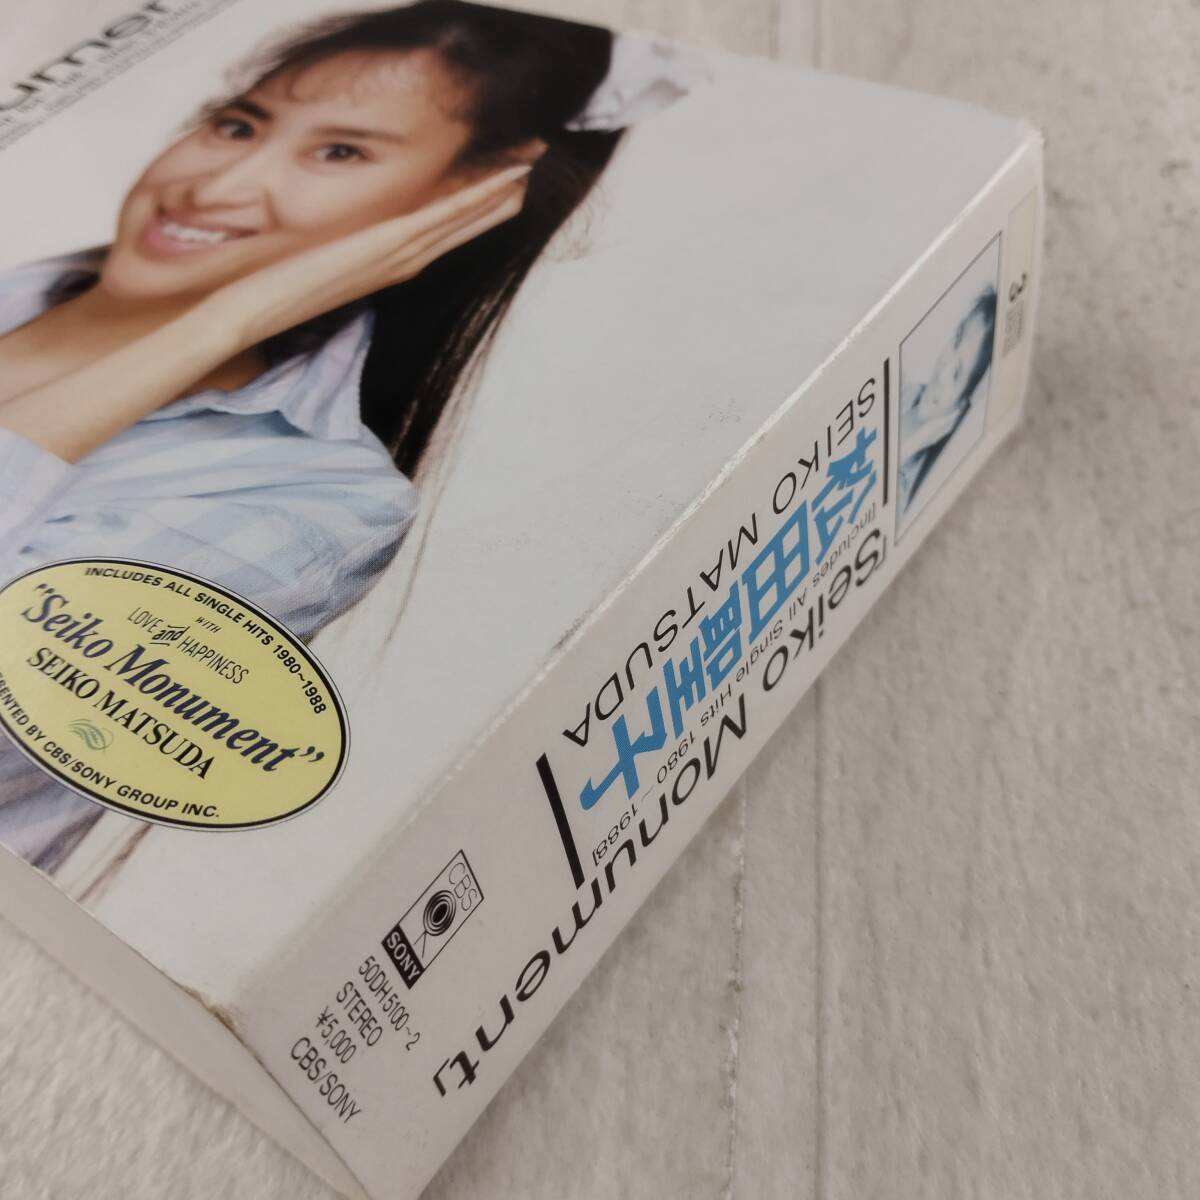 INCLUDES ALL SINGLE HITS 1980~1988
WITH
LOVE and HAPPINESS
"Seiko Monument"
SEIKO MATSUDA
BY CBS/SONY GROUP INC.
3
SEIKO MATSUDA
松田聖子
[Includes All Single Hits 1980—1988]
「Seiko Monument」
CBS
SONY
50DH 5100~2
STEREO
¥5,000
CBS/SONY